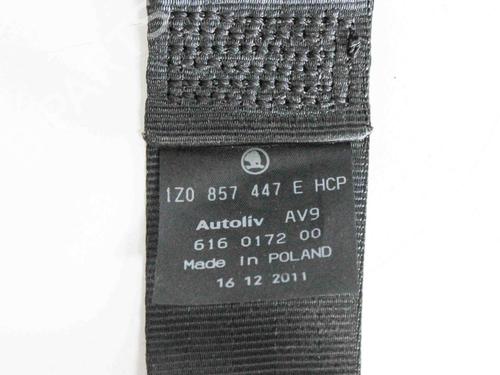 1Z0 857 447 E HCP
Autoliv AV9
616 0172 00
Made in POLAND
16 12 2011